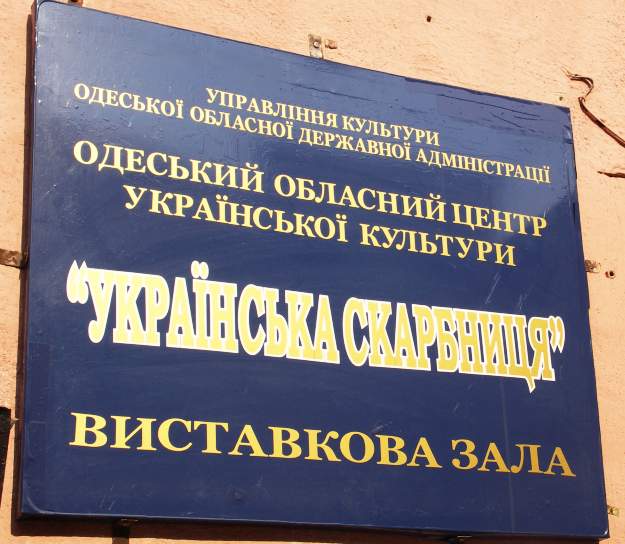 УПРАВЛІННЯ КУЛЬТУРИ
ОДЕСЬКОЇ ОБЛАСНОЇ ДЕРЖАВНОЇ АДМІНІСТРАЦІЇ
ОДЕСЬКИЙ ОБЛАСНИЙ ЦЕНТР
УКРАЇНСЬКОЇ КУЛЬТУРИ
“УКРАЇНСЬКА СКАРБНИЦЯ”
ВИСТАВКОВА ЗАЛА